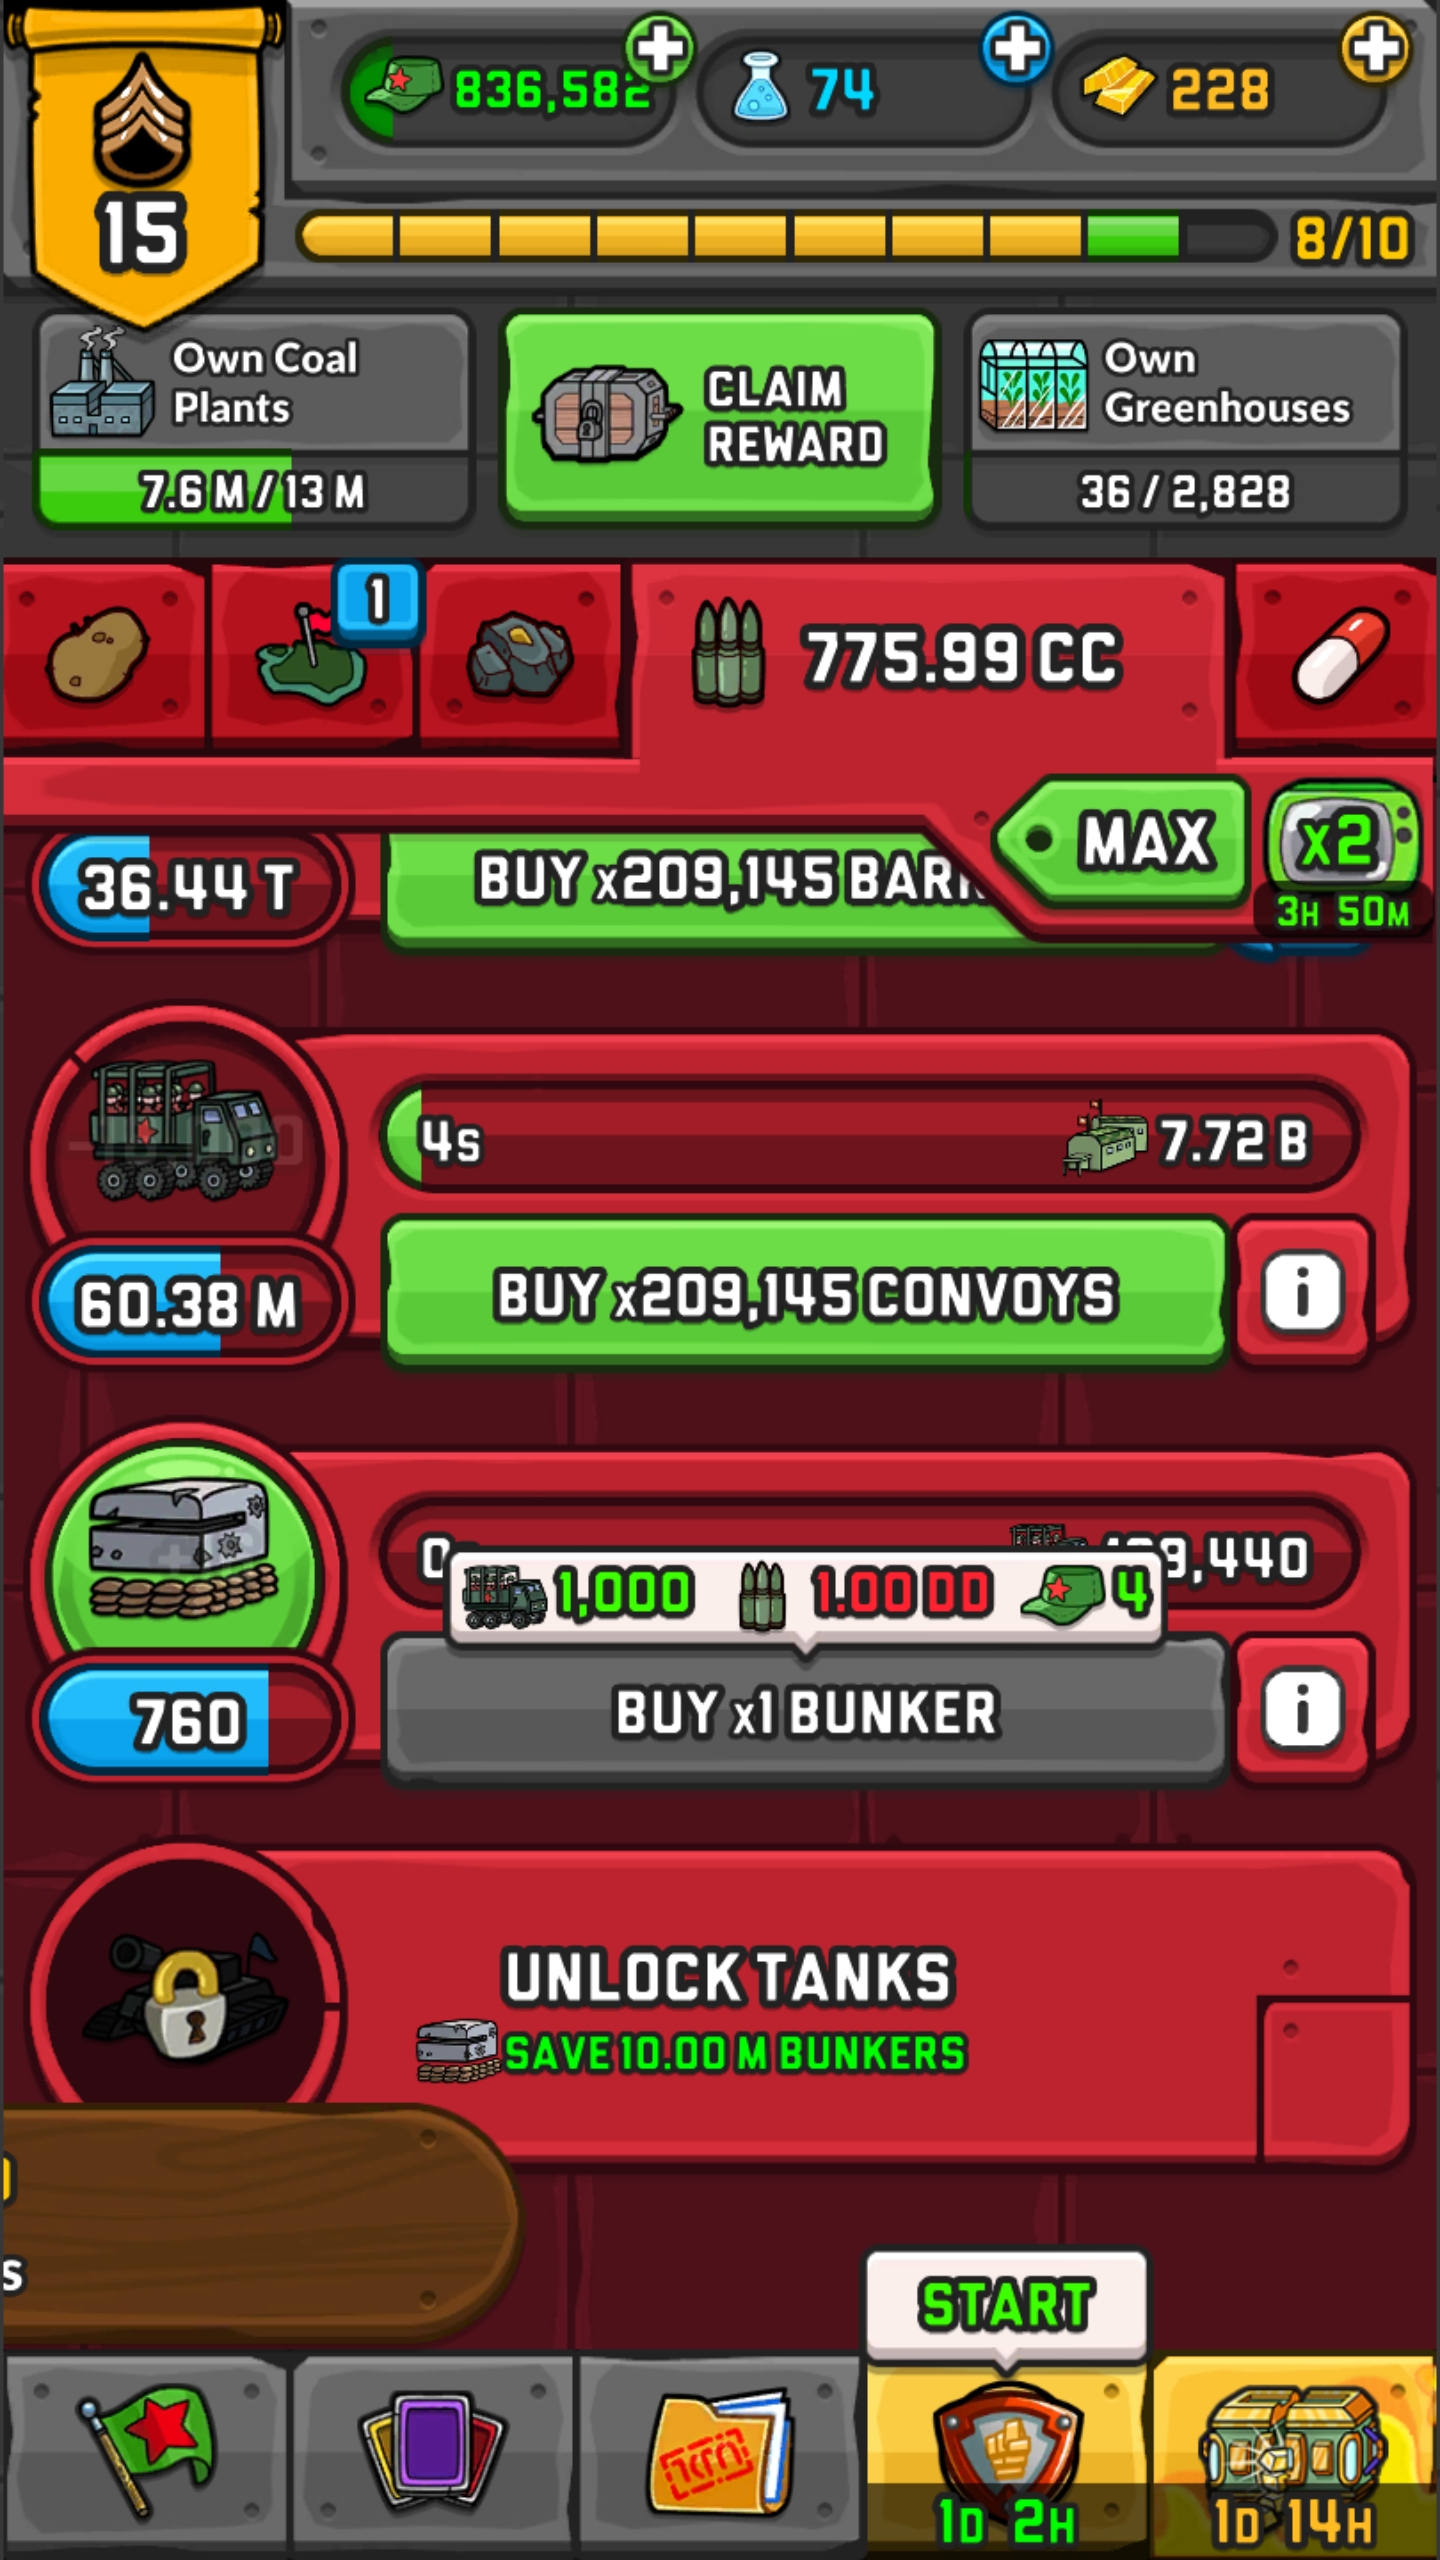 836,582
74
228
15
8/10
Own Coal
Plants
7.6 M / 13 M
CLAIM
REWARD
Own
Greenhouses
36 / 2,828
1
775.99 CC
MAX
x2
3H 50M
36.44 T
BUY x209,145
4s
7.72 B
60.38 M
BUY x209,145 CONVOYS
1,000
1.00 DD
4
760
BUY x1 BUNKER
UNLOCK TANKS
SAVE 10.00 M BUNKERS
s
START
1D 2H
1D 14H